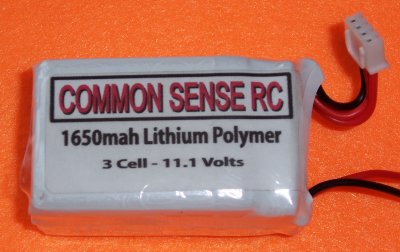 COMMON SENSE RC
1650mah Lithium Polymer
3 Cell - 11.1 Volts